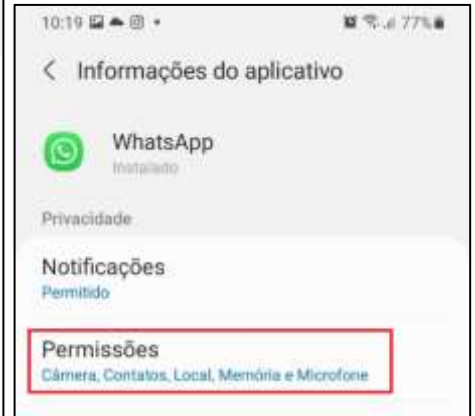 10:19
77%
< Informações do aplicativo
WhatsApp
Instalado
Privacidade
Notificações
Permitido
Permissões
Câmera, Contatos, Local, Memória e Microfone